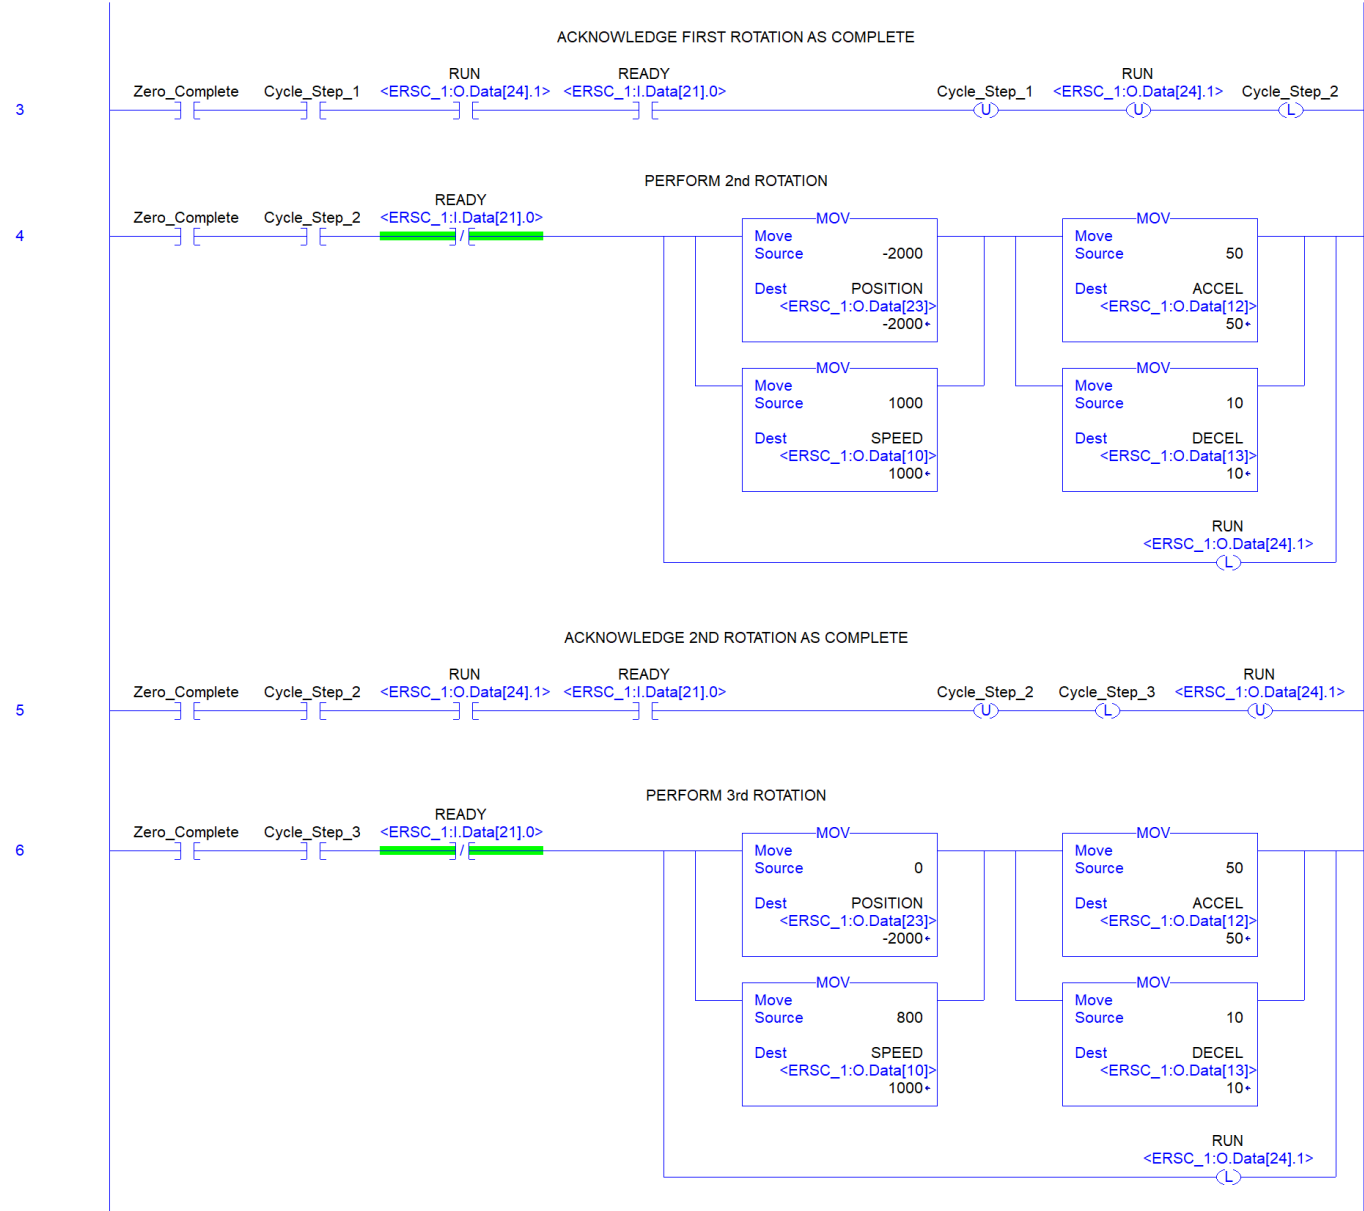 ACKNOWLEDGE FIRST ROTATION AS COMPLETE
RUN READY RUN
Zero_Complete Cycle_Step_1 <ERSC_1:O.Data[24].1> <ERSC_1:I.Data[21].0> Cycle_Step_1 <ERSC_1:O.Data[24].1> Cycle_Step_2
3 U U L
PERFORM 2nd ROTATION
READY
Zero_Complete Cycle_Step_2 <ERSC_1:I.Data[21].0> MOV MOV
4 Move Move
Source -2000 Source 50
Dest POSITION Dest ACCEL
<ERSC_1:O.Data[23]> <ERSC_1:O.Data[12]>
-2000 50
MOV MOV
Move Move
Source 1000 Source 10
Dest SPEED Dest DECEL
<ERSC_1:O.Data[10]> <ERSC_1:O.Data[13]>
1000 10
RUN
<ERSC_1:O.Data[24].1>
L
ACKNOWLEDGE 2ND ROTATION AS COMPLETE
RUN READY RUN
Zero_Complete Cycle_Step_2 <ERSC_1:O.Data[24].1> <ERSC_1:I.Data[21].0> Cycle_Step_2 Cycle_Step_3 <ERSC_1:O.Data[24].1>
5 U L U
PERFORM 3rd ROTATION
READY
Zero_Complete Cycle_Step_3 <ERSC_1:I.Data[21].0> MOV MOV
6 Move Move
Source 0 Source 50
Dest POSITION Dest ACCEL
<ERSC_1:O.Data[23]> <ERSC_1:O.Data[12]>
-2000 50
MOV MOV
Move Move
Source 800 Source 10
Dest SPEED Dest DECEL
<ERSC_1:O.Data[10]> <ERSC_1:O.Data[13]>
1000 10
RUN
<ERSC_1:O.Data[24].1>
L